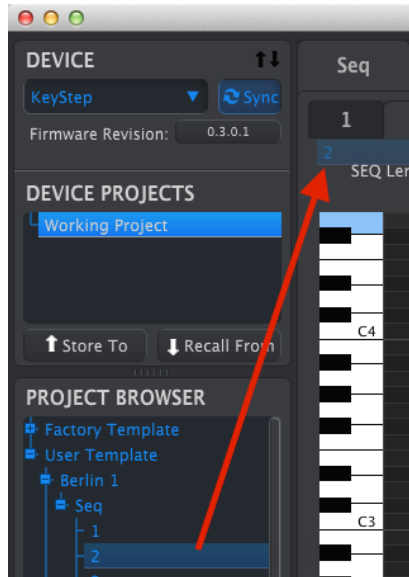 DEVICE
KeyStep
Sync
Firmware Revision: 0.3.0.1
DEVICE PROJECTS
Working Project
Store To
Recall From
PROJECT BROWSER
Factory Template
User Template
Berlin 1
Seq
1
2
Seq
1
2
SEQ Len
C4
C3